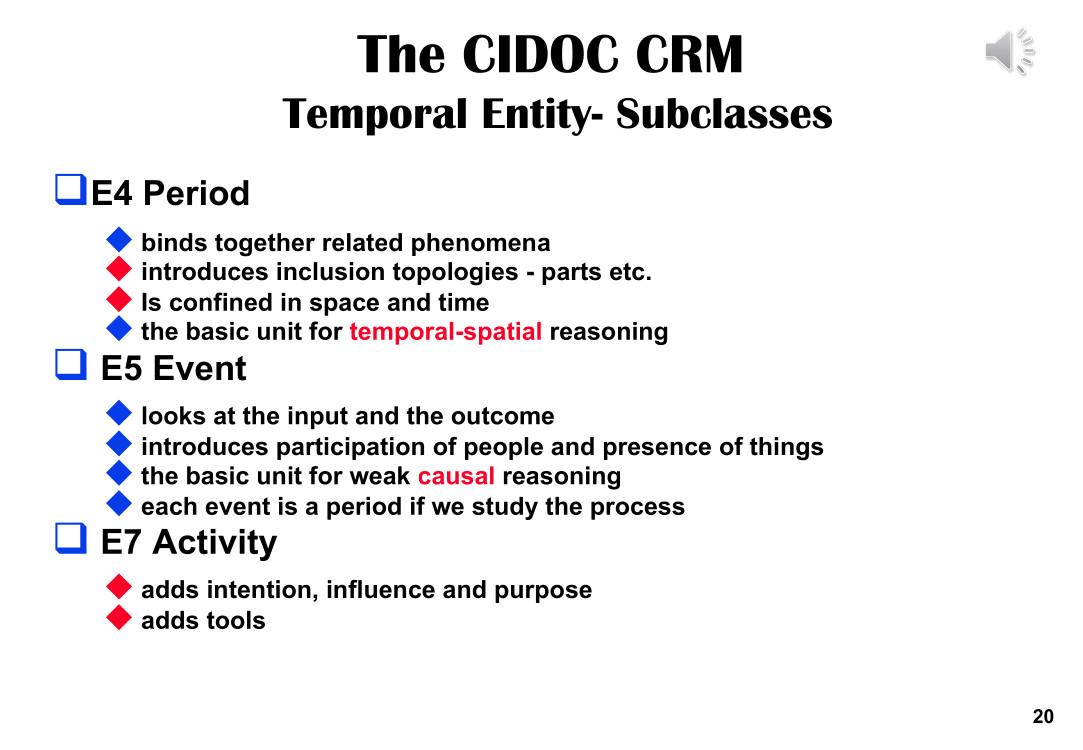 The CIDOC CRM
Temporal Entity- Subclasses
E4 Period
binds together related phenomena
introduces inclusion topologies - parts etc.
Is confined in space and time
the basic unit for temporal-spatial reasoning
E5 Event
looks at the input and the outcome
introduces participation of people and presence of things
the basic unit for weak causal reasoning
each event is a period if we study the process
E7 Activity
adds intention, influence and purpose
adds tools
20